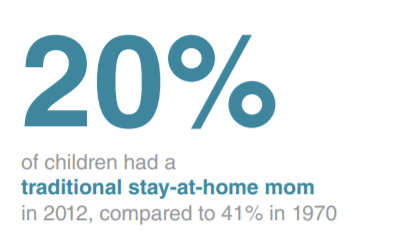 20%
of children had a
traditional stay-at-home mom
in 2012, compared to 41% in 1970